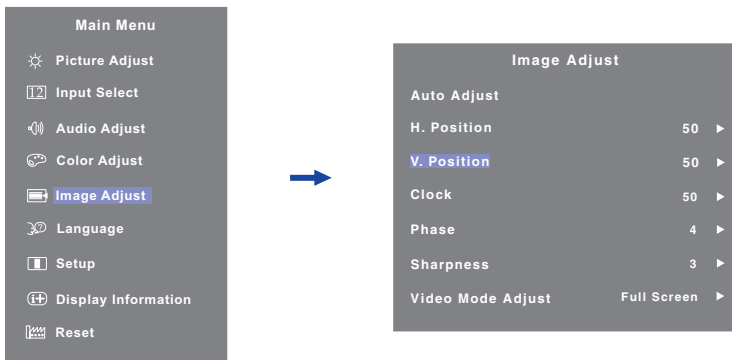 Main Menu
Picture Adjust
12 Input Select
Audio Adjust
Color Adjust
Image Adjust
? Language
Setup
i+ Display Information
Reset
Image Adjust
Auto Adjust
H. Position 50 ▶
V. Position 50 ▶
Clock 50 ▶
Phase 4 ▶
Sharpness 3 ▶
Video Mode Adjust Full Screen ▶